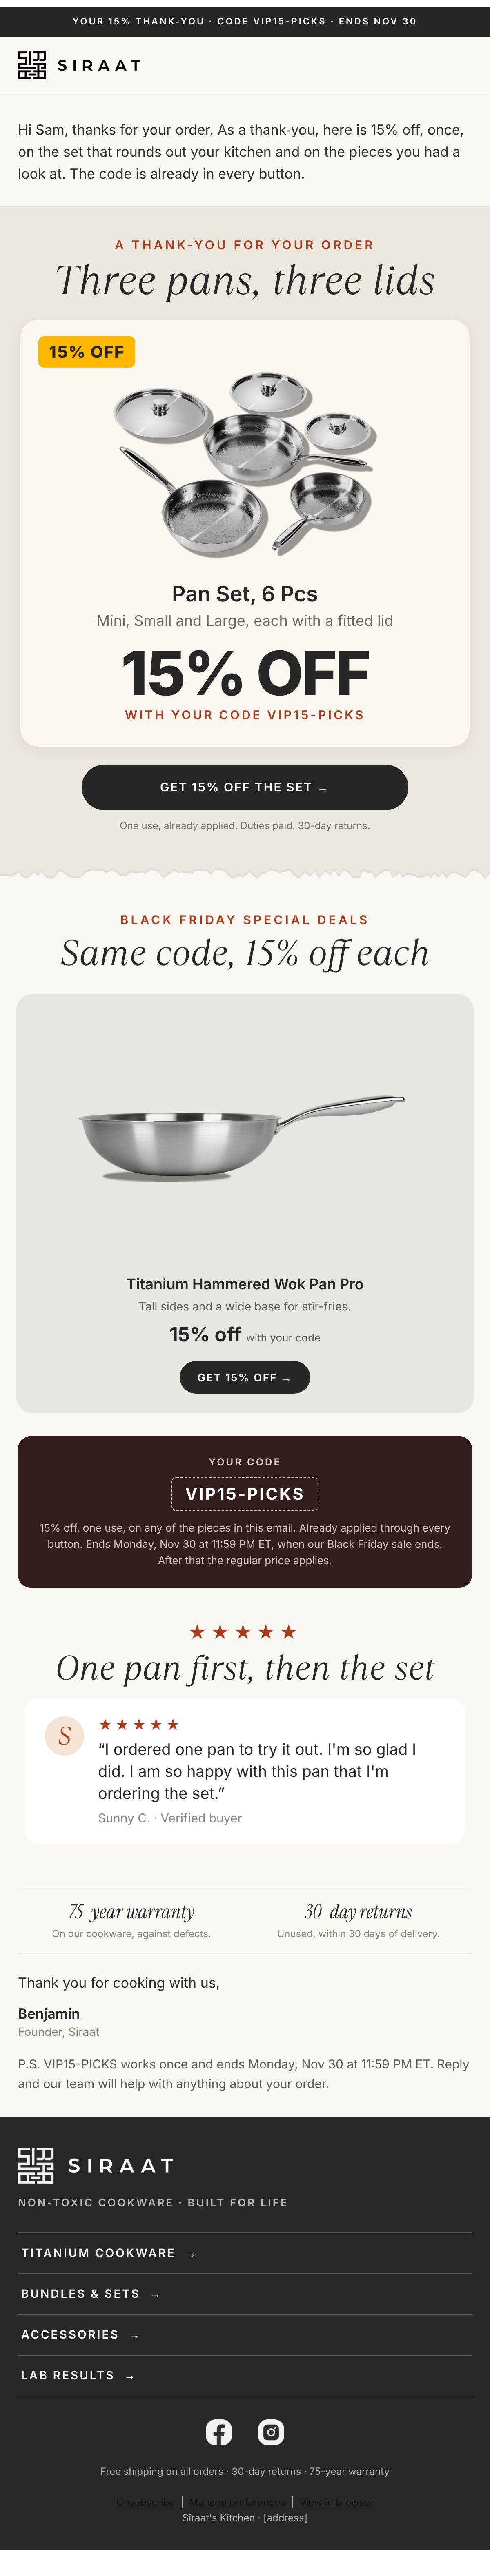 YOUR 15% THANK-YOU · CODE VIP15-PICKS · ENDS NOV 30
SIRAAT
Hi Sam, thanks for your order. As a thank-you, here is 15% off, once,
on the set that rounds out your kitchen and on the pieces you had a
look at. The code is already in every button.
A THANK-YOU FOR YOUR ORDER
Three pans, three lids
15% OFF
Pan Set, 6 Pcs
Mini, Small and Large, each with a fitted lid
15% OFF
WITH YOUR CODE VIP15-PICKS
GET 15% OFF THE SET →
One use, already applied. Duties paid. 30-day returns.
BLACK FRIDAY SPECIAL DEALS
Same code, 15% off each
Titanium Hammered Wok Pan Pro
Tall sides and a wide base for stir-fries.
15% off with your code
GET 15% OFF →
YOUR CODE
VIP15-PICKS
15% off, one use, on any of the pieces in this email. Already applied through every
button. Ends Monday, Nov 30 at 11:59 PM ET, when our Black Friday sale ends.
After that the regular price applies.
★★★★★
One pan first, then the set
S
★★★★★
“I ordered one pan to try it out. I'm so glad I
did. I am so happy with this pan that I'm
ordering the set.”
Sunny C. · Verified buyer
75-year warranty
On our cookware, against defects.
30-day returns
Unused, within 30 days of delivery.
Thank you for cooking with us,
Benjamin
Founder, Siraat
P.S. VIP15-PICKS works once and ends Monday, Nov 30 at 11:59 PM ET. Reply
and our team will help with anything about your order.
SIRAAT
NON-TOXIC COOKWARE · BUILT FOR LIFE
TITANIUM COOKWARE →
BUNDLES & SETS →
ACCESSORIES →
LAB RESULTS →
Free shipping on all orders · 30-day returns · 75-year warranty
Unsubscribe | Manage preferences | View in browser
Siraat's Kitchen · [address]